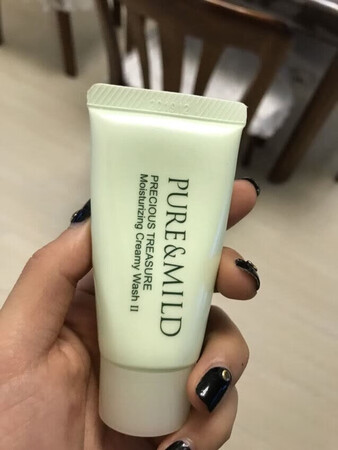 PURE&MILD
PRECIOUS TREASURE
Moisturizing Creamy Wash II